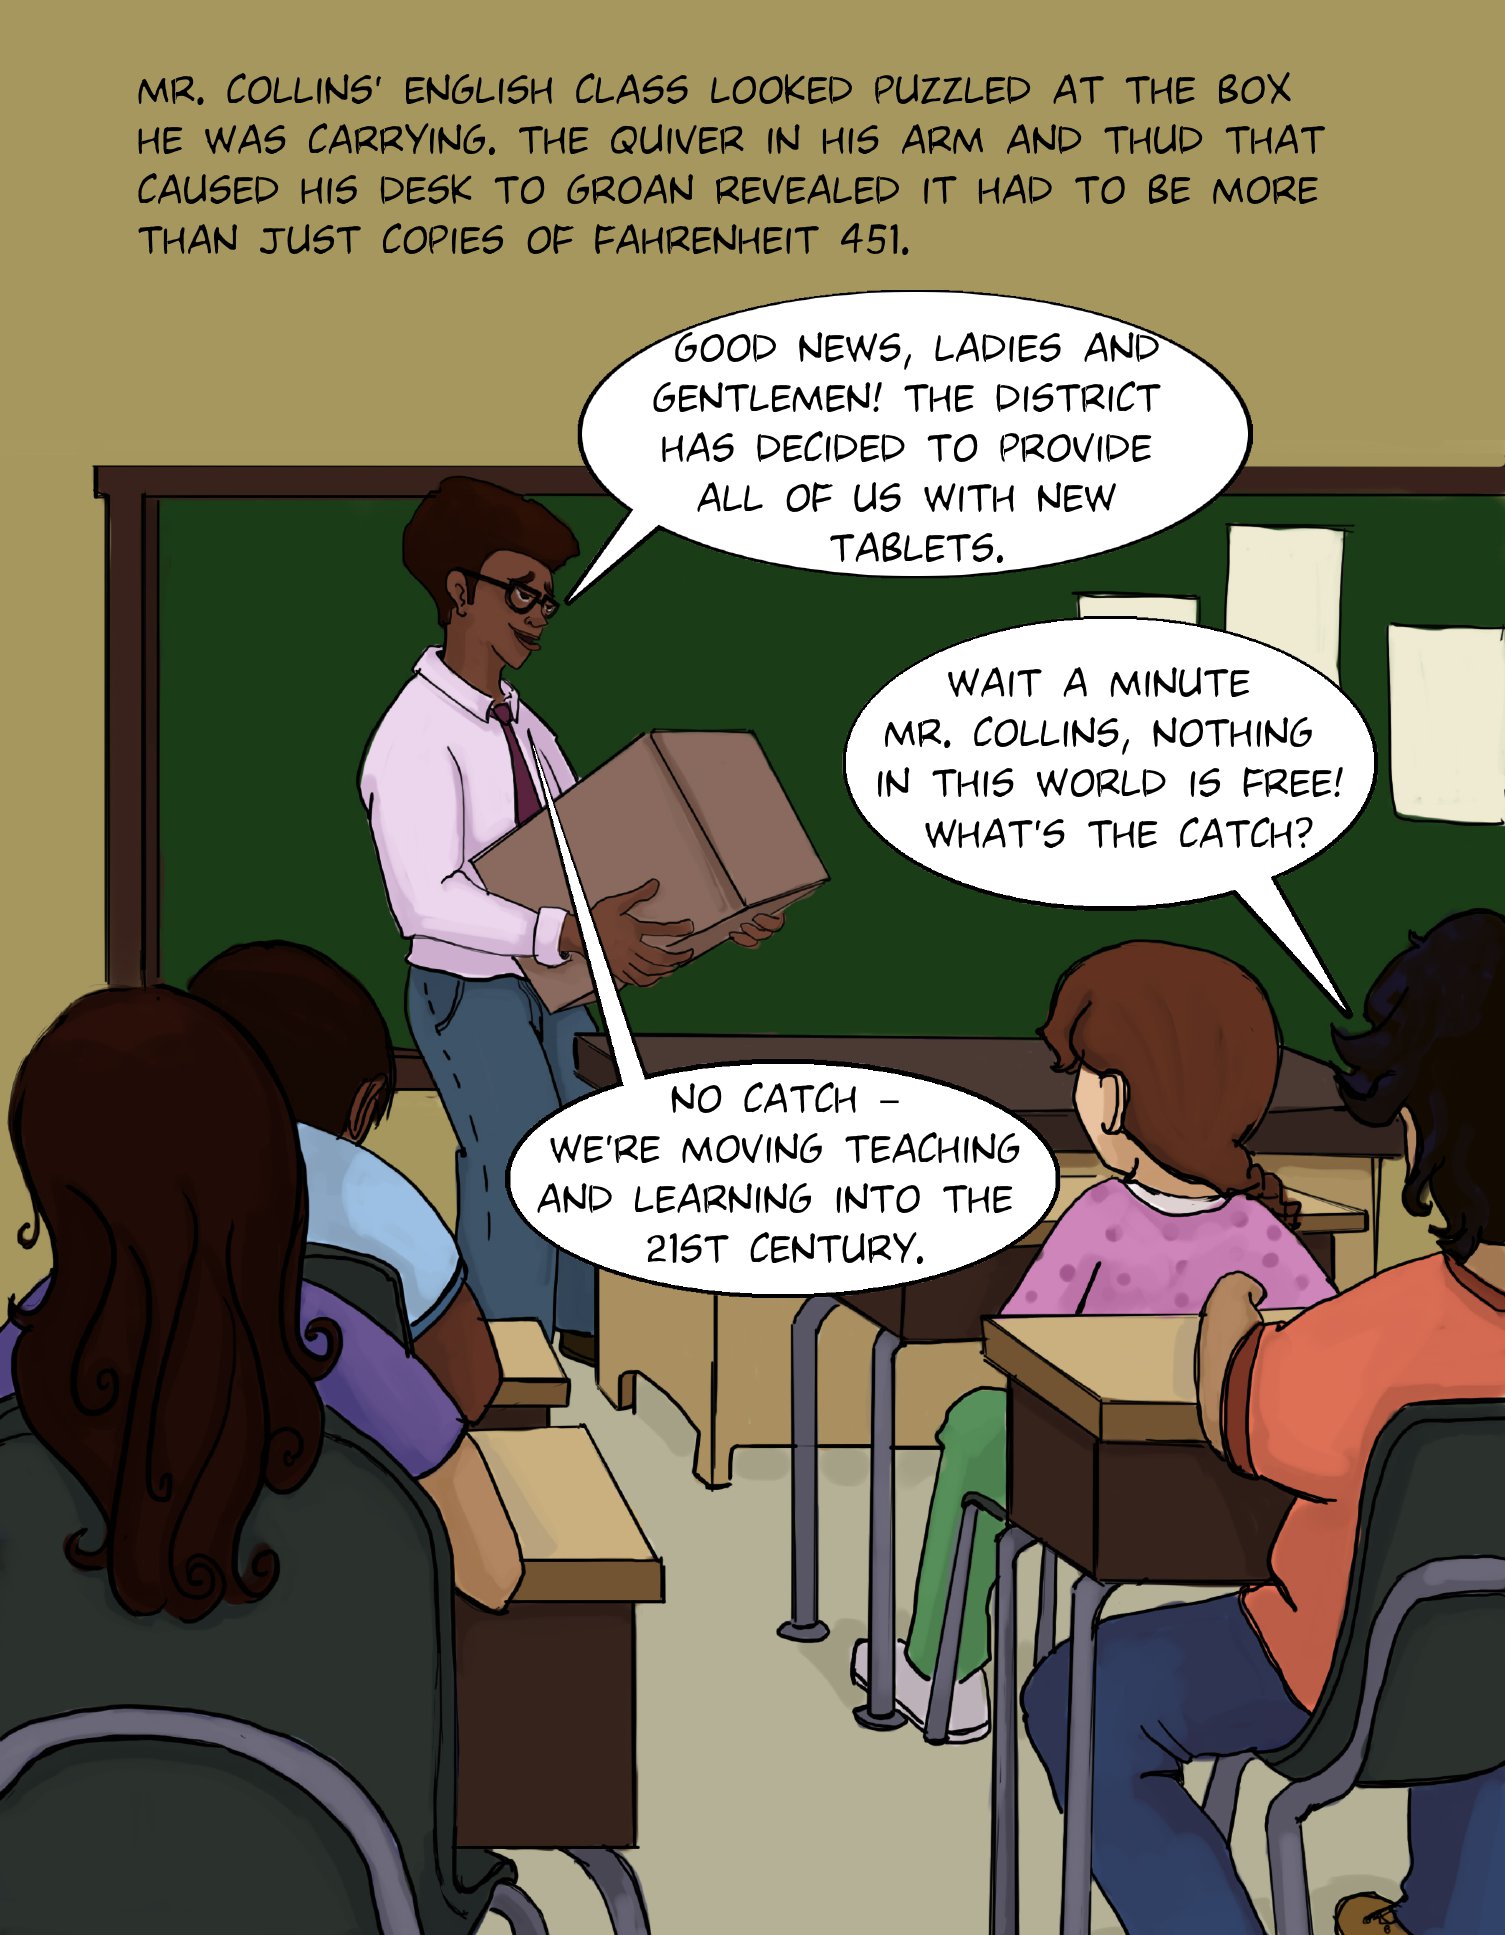 MR. COLLINS' ENGLISH CLASS LOOKED PUZZLED AT THE BOX
HE WAS CARRYING. THE QUIVER IN HIS ARM AND THUD THAT
CAUSED HIS DESK TO GROAN REVEALED IT HAD TO BE MORE
THAN JUST COPIES OF FAHRENHEIT 451.
GOOD NEWS, LADIES AND
GENTLEMEN! THE DISTRICT
HAS DECIDED TO PROVIDE
ALL OF US WITH NEW
TABLETS.
WAIT A MINUTE
MR. COLLINS, NOTHING
IN THIS WORLD IS FREE!
WHAT'S THE CATCH?
NO CATCH –
WE'RE MOVING TEACHING
AND LEARNING INTO THE
21ST CENTURY.